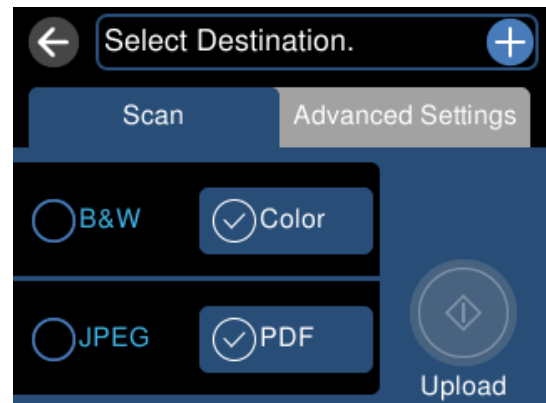 Select Destination.
Scan
Advanced Settings
B&W
Color
JPEG
PDF
Upload